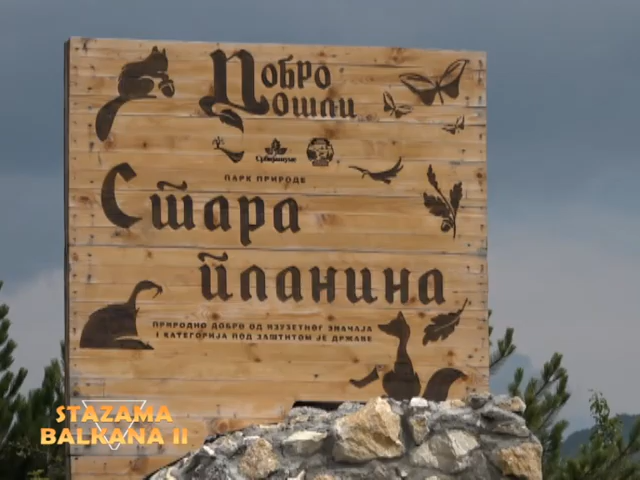 Добро
дошли
Србијашуме
ПАРК ПРИРОДЕ
Стара
планина
ПРИРОДНО ДОБРО ОД ИЗУЗЕТНОГ ЗНАЧАЈА
I КАТЕГОРИЈА ПОД ЗАШТИТОМ ЈЕ ДРЖАВЕ
STAZAMA
BALKANA II